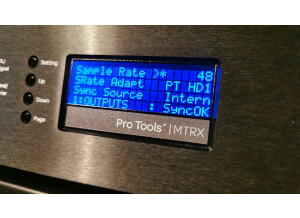 Setting
Up
Down
Page
Sample Rate >* 48
SRate Adapt PT HD1
Sync Source Intern
1:OUTPUTS : SyncOK
Pro Tools® | MTRX